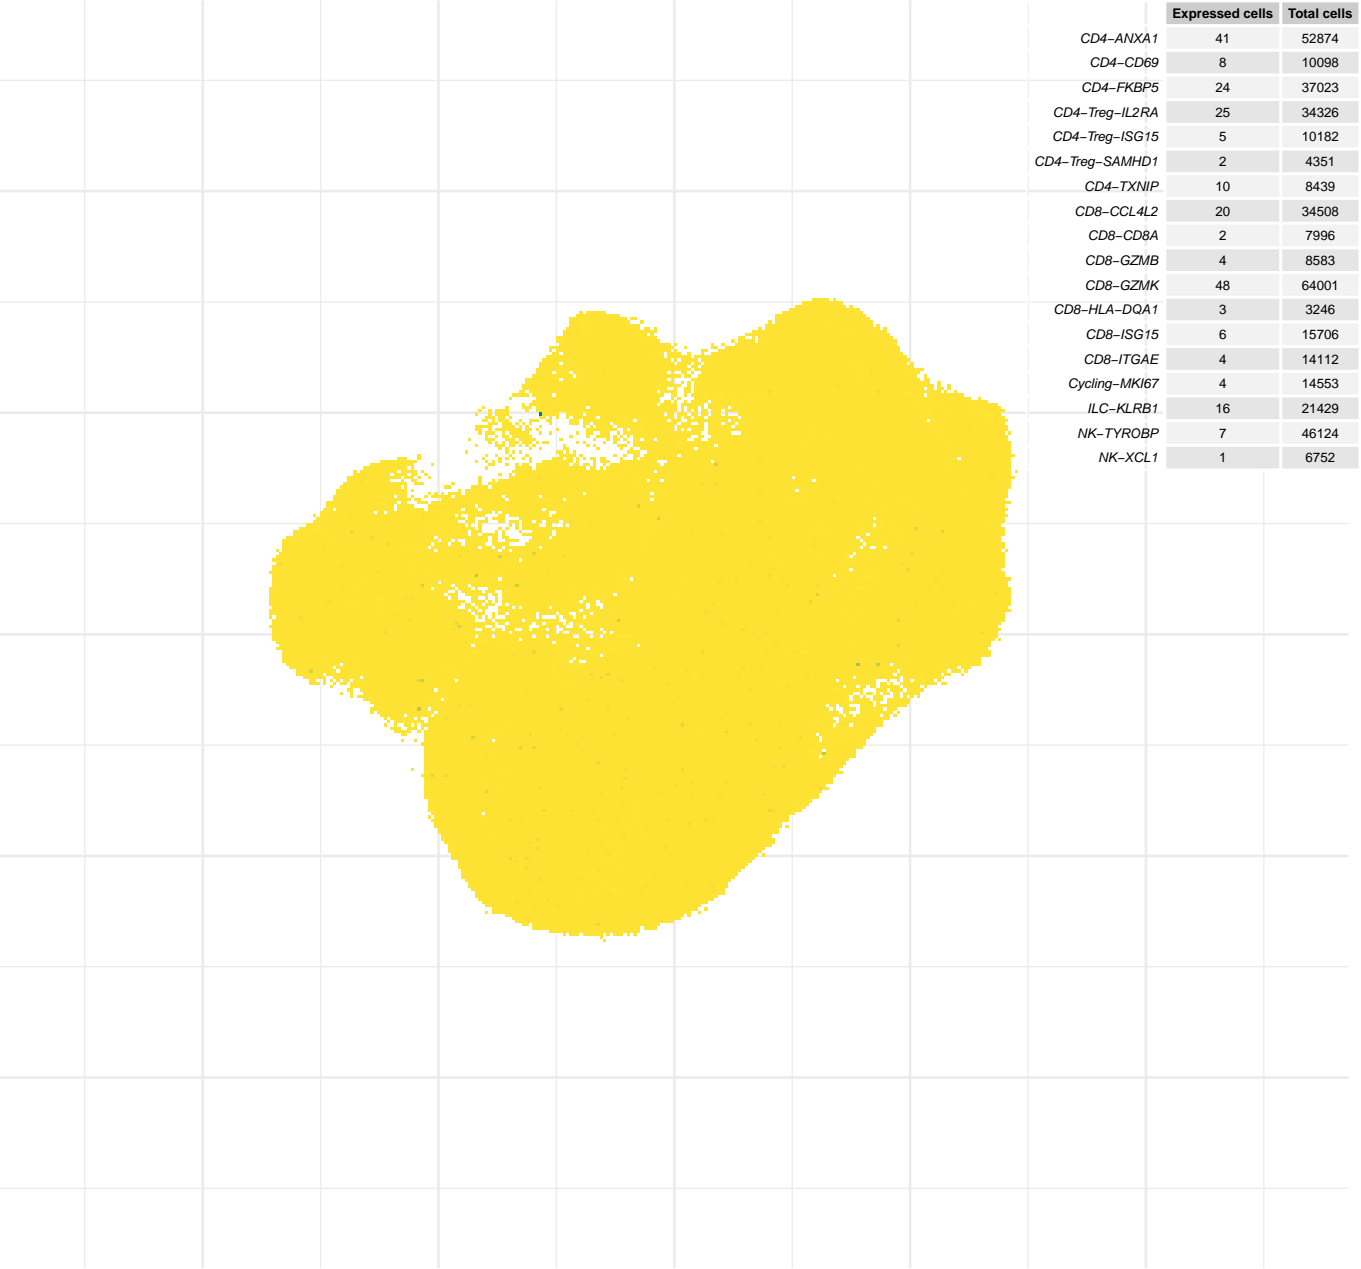 Expressed cells Total cells
CD4−ANXA1 41 52874
CD4−CD69 8 10098
CD4−FKBP5 24 37023
CD4−Treg−IL2RA 25 34326
CD4−Treg−ISG15 5 10182
CD4−Treg−SAMHD1 2 4351
CD4−TXNIP 10 8439
CD8−CCL4L2 20 34508
CD8−CD8A 2 7996
CD8−GZMB 4 8583
CD8−GZMK 48 64001
CD8−HLA−DQA1 3 3246
CD8−ISG15 6 15706
CD8−ITGAE 4 14112
Cycling−MKI67 4 14553
ILC−KLRB1 16 21429
NK−TYROBP 7 46124
NK−XCL1 1 6752